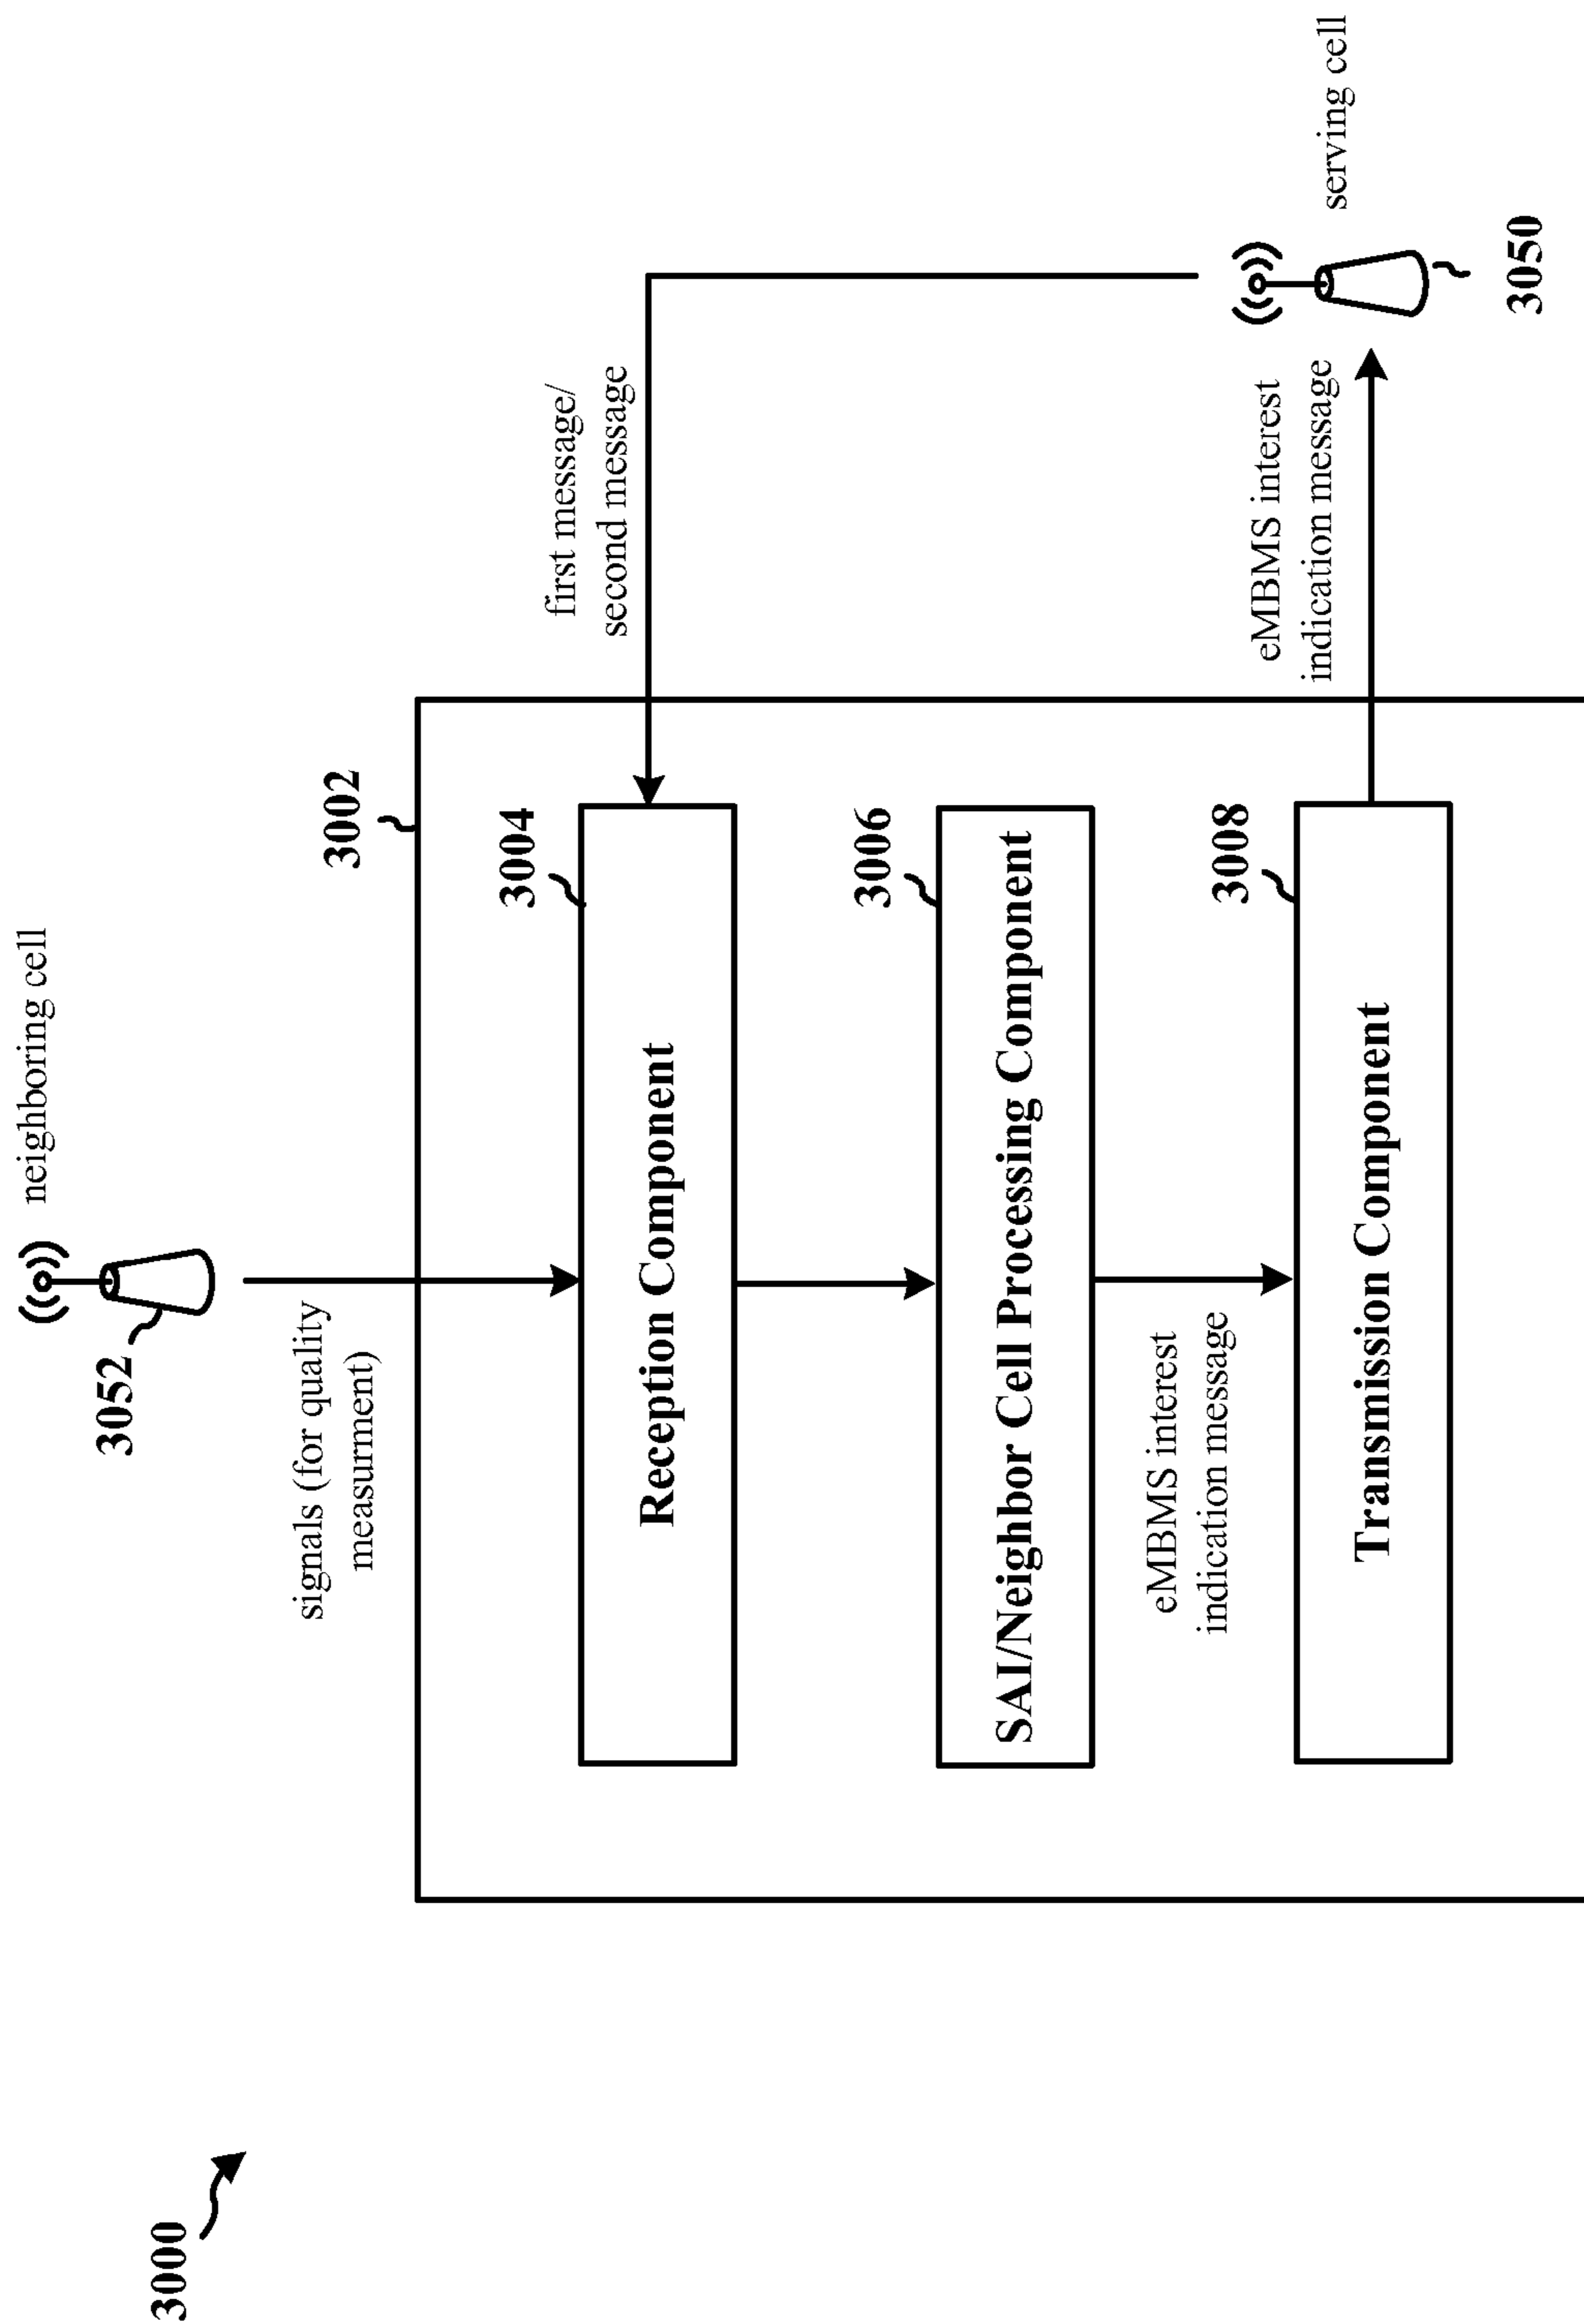 3000
neighboring cell
3052
signals (for quality
measurment)
3002
3004
Reception Component
first message/
second message
3006
SAI/Neighbor Cell Processing Component
eMBMS interest
indication message
3008
Transmission Component
eMBMS interest
indication message
serving cell
3050